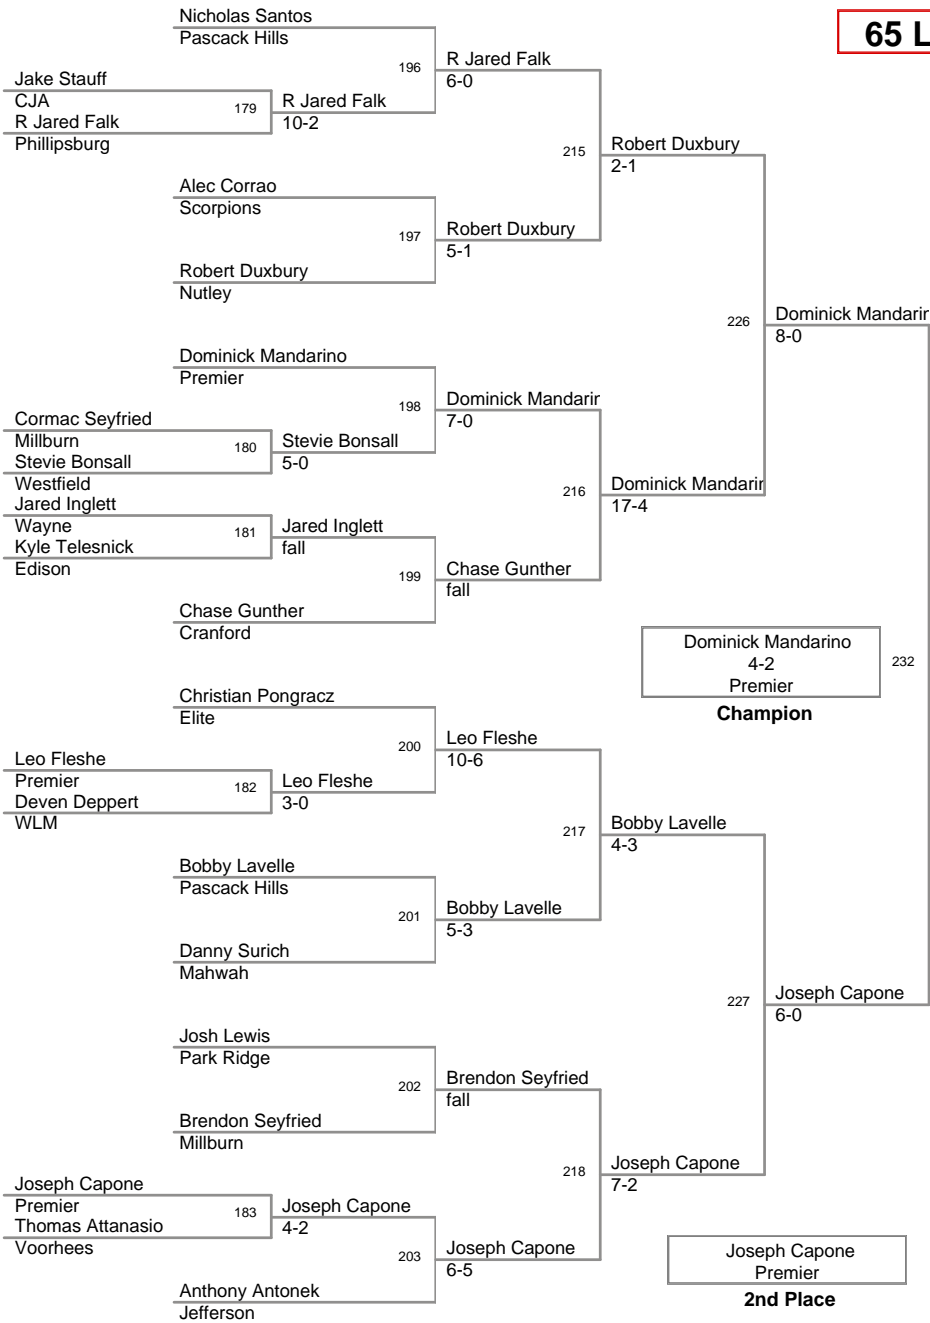 Nicholas Santos
Pascack Hills
65 L
196
R Jared Falk
6-0
Jake Stauff
CJA
179
R Jared Falk
10-2
R Jared Falk
Phillipsburg
215
Robert Duxbury
2-1
Alec Corrao
Scorpions
197
Robert Duxbury
5-1
Robert Duxbury
Nutley
226
Dominick Mandarin
8-0
Dominick Mandarino
Premier
198
Dominick Mandarin
7-0
Cormac Seyfried
Millburn
180
Stevie Bonsall
5-0
Stevie Bonsall
Westfield
216
Dominick Mandarin
17-4
Jared Inglett
Wayne
181
Jared Inglett
fall
Kyle Telesnick
Edison
199
Chase Gunther
fall
Chase Gunther
Cranford
Dominick Mandarino
4-2
Premier
232
Champion
Christian Pongracz
Elite
200
Leo Fleshe
10-6
Leo Fleshe
Premier
182
Leo Fleshe
3-0
Deven Deppert
WLM
217
Bobby Lavelle
4-3
Bobby Lavelle
Pascack Hills
201
Bobby Lavelle
5-3
Danny Surich
Mahwah
227
Joseph Capone
6-0
Josh Lewis
Park Ridge
202
Brendon Seyfried
fall
Brendon Seyfried
Millburn
218
Joseph Capone
7-2
Joseph Capone
Premier
183
Joseph Capone
4-2
Thomas Attanasio
Voorhees
203
Joseph Capone
6-5
Anthony Antonek
Jefferson
Joseph Capone
Premier
2nd Place